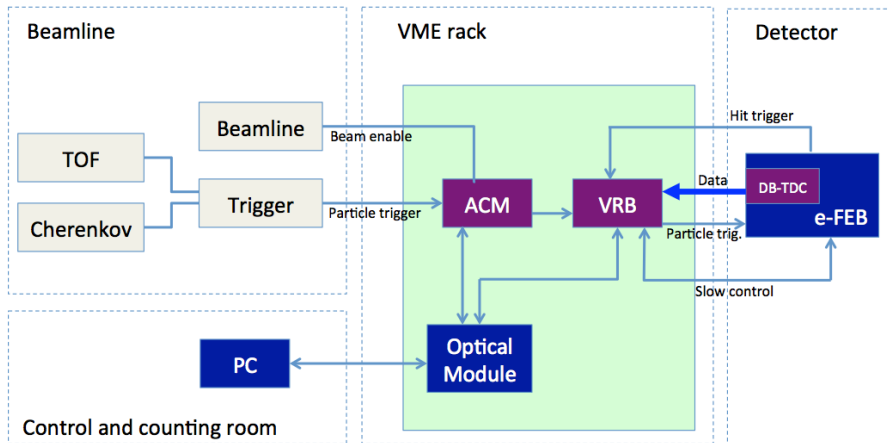 Beamline
VME rack
Detector
Beamline
Beam enable
Hit trigger
TOF
Data
DB-TDC
Trigger
Particle trigger
ACM
VRB
Particle trig.
e-FEB
Cherenkov
Slow control
PC
Optical
Module
Control and counting room